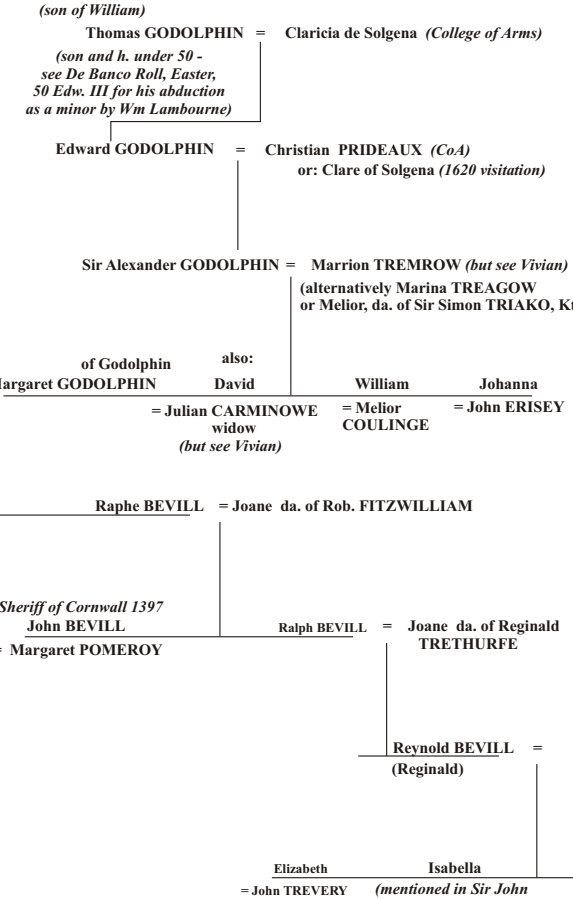 (son of William)
Thomas GODOLPHIN = Claricia de Solgena (College of Arms)
(son and h. under 50 -
see De Banco Roll, Easter,
50 Edw. III for his abduction
as a minor by Wm Lambourne)
Edward GODOLPHIN = Christian PRIDEAUX (CoA)
or: Clare of Solgena (1620 visitation)
Sir Alexander GODOLPHIN = Marrion TREMROW (but see Vivian)
(alternatively Marina TREAGOW
or Melior, da. of Sir Simon TRIAKO,
of Godolphin also:
GODOLPHIN David William Johanna
= Julian CARMINOWE = Melior = John ERISEY
widow COULINGE
(but see Vivian)
Raphe BEVILL = Joane da. of Rob. FITZWILLIAM
Sheriff of Cornwall 1397
John BEVILL Ralph BEVILL = Joane da. of Reginald
= Margaret POMEROY TRETHURFE
Reynold BEVILL =
(Reginald)
Elizabeth Isabella
= John TREVERY (mentioned in Sir John